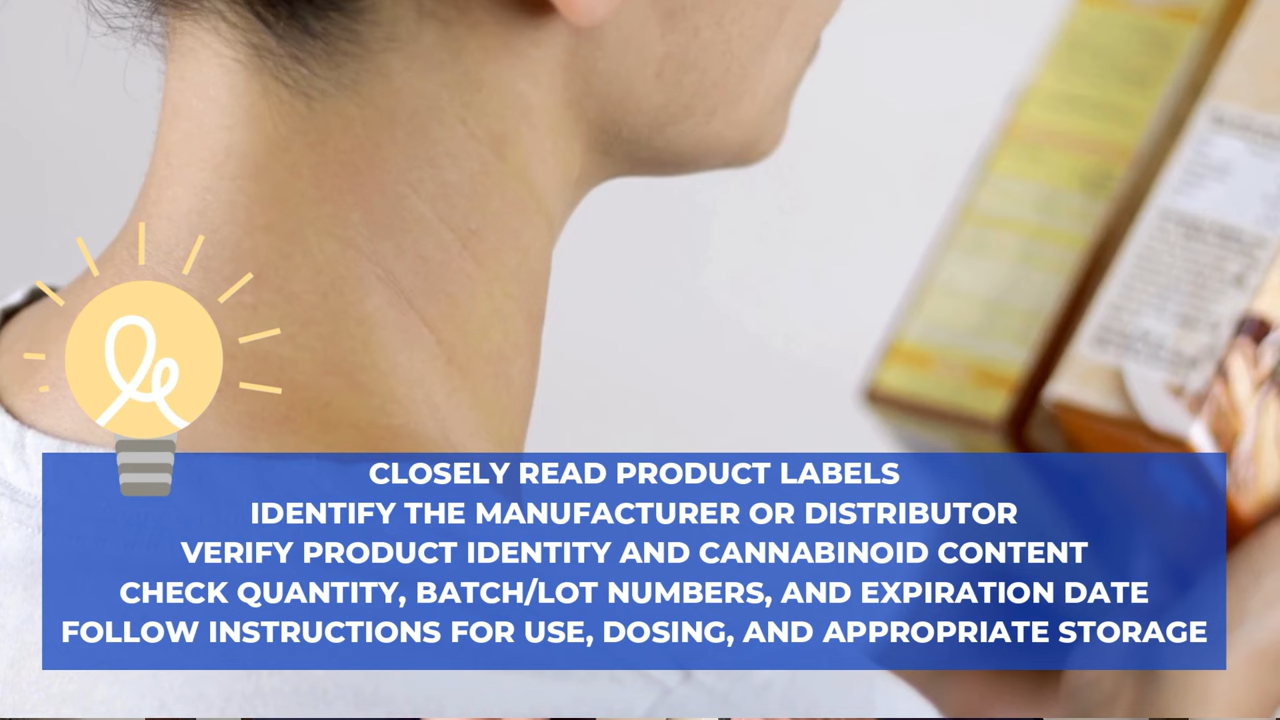 CLOSELY READ PRODUCT LABELS
IDENTIFY THE MANUFACTURER OR DISTRIBUTOR
VERIFY PRODUCT IDENTITY AND CANNABINOID CONTENT
CHECK QUANTITY, BATCH/LOT NUMBERS, AND EXPIRATION DATE
FOLLOW INSTRUCTIONS FOR USE, DOSING, AND APPROPRIATE STORAGE